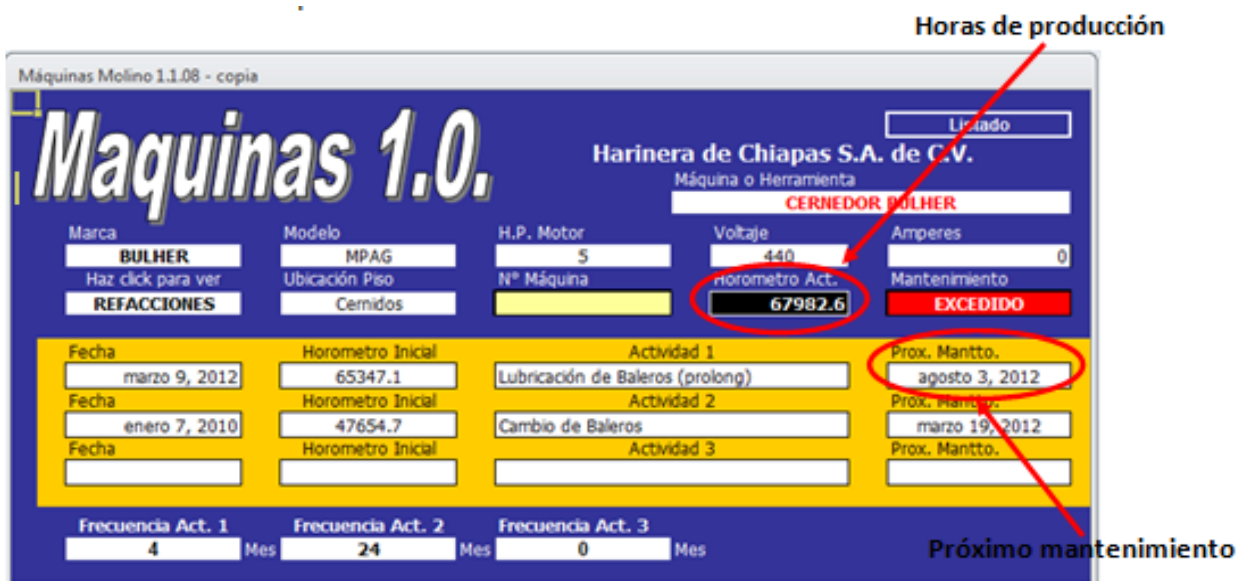 Horas de producción
Máquinas Molino 1.1.08 - copia
Maquinas 1.0.
Listado
Harinera de Chiapas S.A. de C.V.
Máquina o Herramienta
CERNEDOR BULHER
Marca Modelo H.P. Motor Voltaje Amperes
BULHER MPAG 5 440 0
Haz click para ver Ubicación Piso N° Máquina Horometro Act. Mantenimiento
REFACCIONES Cernidos 67982.6 EXCEDIDO
Fecha Horometro Inicial Actividad 1 Prox. Mantto.
marzo 9, 2012 65347.1 Lubricación de Baleros (prolong) agosto 3, 2012
Fecha Horometro Inicial Actividad 2 Prox. Mantto.
enero 7, 2010 47654.7 Cambio de Baleros marzo 19, 2012
Fecha Horometro Inicial Actividad 3 Prox. Mantto.
Frecuencia Act. 1 Frecuencia Act. 2 Frecuencia Act. 3
4 Mes 24 Mes 0 Mes
Próximo mantenimiento